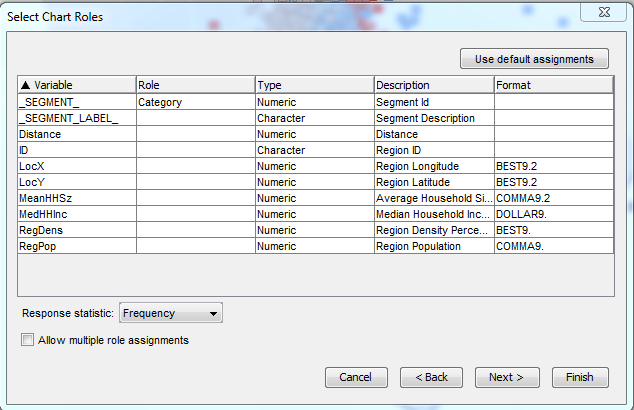 Select Chart Roles
Use default assignments
Variable Role Type Description Format
_SEGMENT_ Category Numeric Segment Id
_SEGMENT_LABEL_ Character Segment Description
Distance Numeric Distance
ID Character Region ID
LocX Numeric Region Longitude BEST9.2
LocY Numeric Region Latitude BEST9.2
MeanHHSz Numeric Average Household Si... COMMA9.2
MedHHInc Numeric Median Household Inc... DOLLAR9.
RegDens Numeric Region Density Perce... BEST9.
RegPop Numeric Region Population COMMA9.
Response statistic: Frequency
Allow multiple role assignments
Cancel < Back Next > Finish